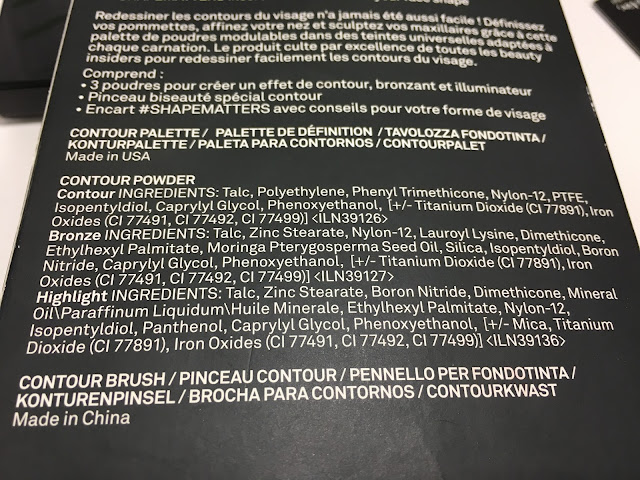 Redessiner les contours du visage n'a jamais été aussi facile ! Définissez
vos pommettes, affinez votre nez et sculptez vos maxillaires grâce à cette
palette de poudres modulables dans des teintes universelles adaptées à
chaque carnation. Le produit culte par excellence de toutes les beauty
insiders pour redessiner facilement les contours du visage.
Comprend :
• 3 poudres pour créer un effet de contour, bronzant et illuminateur
• Pinceau biseauté spécial contour
• Encart #SHAPEMATTERS avec conseils pour votre forme de visage
CONTOUR PALETTE / PALETTE DE DÉFINITION / TAVOLOZZA FONDOTINTA /
KONTURPALETTE / PALETA PARA CONTORNOS / CONTOURPALET
Made in USA
CONTOUR POWDER
Contour INGREDIENTS: Talc, Polyethylene, Phenyl Trimethicone, Nylon-12, PTFE,
Isopentyldiol, Caprylyl Glycol, Phenoxyethanol, [+/- Titanium Dioxide (CI 77891), Iron
Oxides (CI 77491, CI 77492, CI 77499)] <ILN39126>
Bronze INGREDIENTS: Talc, Zinc Stearate, Nylon-12, Lauroyl Lysine, Dimethicone,
Ethylhexyl Palmitate, Moringa Pterygosperma Seed Oil, Silica, Isopentyldiol, Boron
Nitride, Caprylyl Glycol, Phenoxyethanol, [+/- Titanium Dioxide (CI 77891), Iron
Oxides (CI 77491, CI 77492, CI 77499)] <ILN39127>
Highlight INGREDIENTS: Talc, Zinc Stearate, Boron Nitride, Dimethicone, Mineral
Oil\Paraffinum Liquidum\Huile Minerale, Ethylhexyl Palmitate, Nylon-12,
Isopentyldiol, Panthenol, Caprylyl Glycol, Phenoxyethanol, [+/- Mica, Titanium
Dioxide (CI 77891), Iron Oxides (CI 77491, CI 77492, CI 77499)] <ILN39136>
CONTOUR BRUSH / PINCEAU CONTOUR / PENNELLO PER FONDOTINTA /
KONTURENPINSEL / BROCHA PARA CONTORNOS / CONTOURKWAST
Made in China